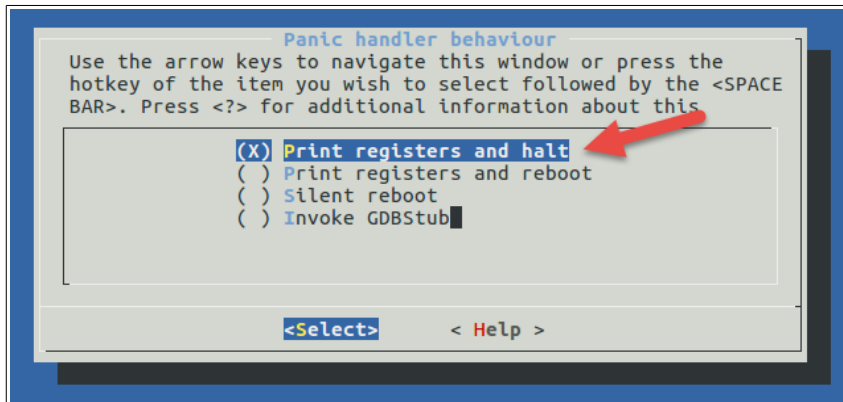 Panic handler behaviour
Use the arrow keys to navigate this window or press the
hotkey of the item you wish to select followed by the <SPACE
BAR>. Press <?> for additional information about this
(X) Print registers and halt
( ) Print registers and reboot
( ) Silent reboot
( ) Invoke GDBStub
<Select> < Help >